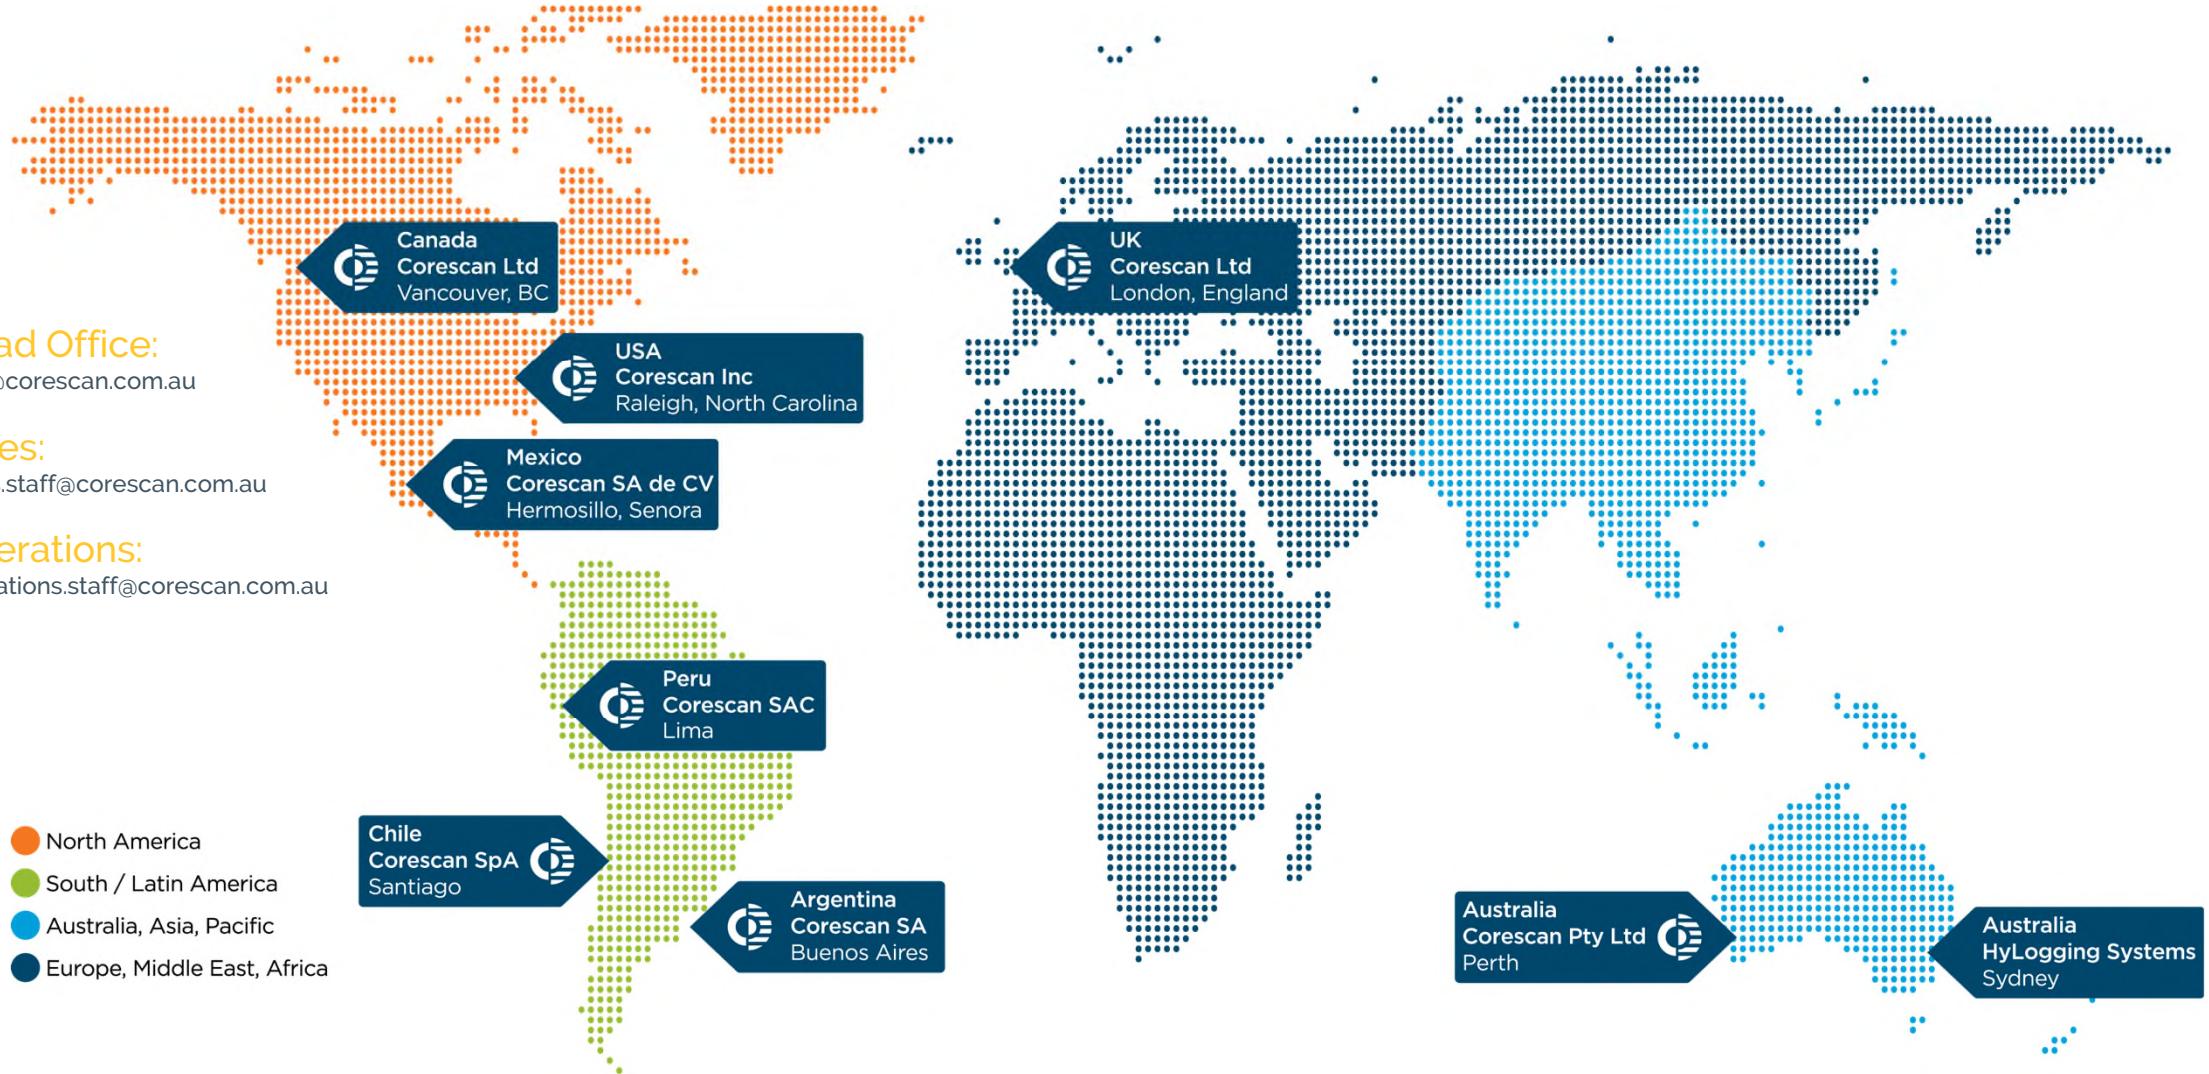 Canada
Corescan Ltd
Vancouver, BC
UK
Corescan Ltd
London, England
ad Office:
@corescan.com.au
USA
Corescan Inc
Raleigh, North Carolina
es:
s.staff@corescan.com.au
Mexico
Corescan SA de CV
Hermosillo, Senora
erations:
ations.staff@corescan.com.au
Peru
Corescan SAC
Lima
North America
South / Latin America
Australia, Asia, Pacific
Europe, Middle East, Africa
Chile
Corescan SpA
Santiago
Argentina
Corescan SA
Buenos Aires
Australia
Corescan Pty Ltd
Perth
Australia
HyLogging Systems
Sydney